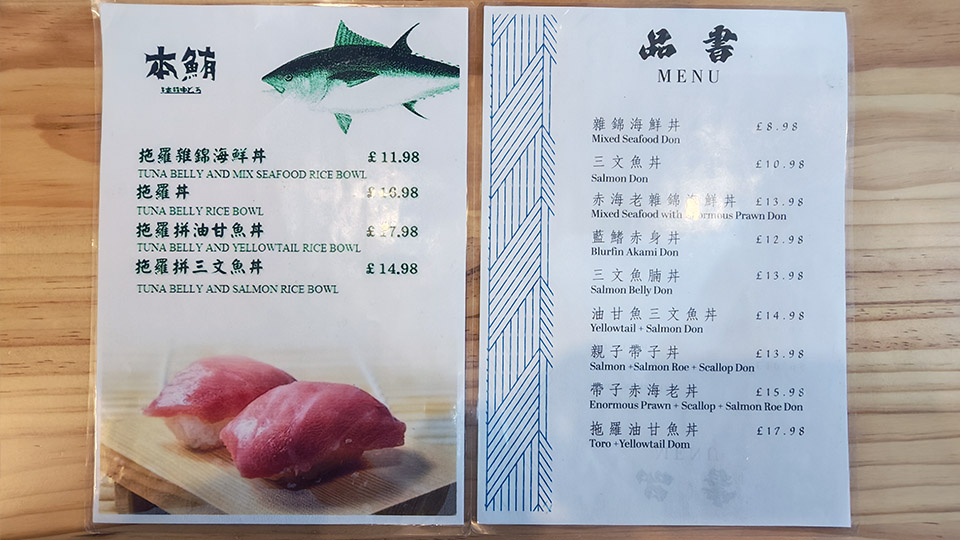 本鮪
拖羅雜錦海鮮丼 £11.98
TUNA BELLY AND MIX SEAFOOD RICE BOWL
拖羅丼 £16.98
TUNA BELLY RICE BOWL
拖羅拼油甘魚丼 £17.98
TUNA BELLY AND YELLOWTAIL RICE BOWL
拖羅拼三文魚丼 £14.98
TUNA BELLY AND SALMON RICE BOWL
品書
MENU
雜錦海鮮丼 £8.98
Mixed Seafood Don
三文魚丼 £10.98
Salmon Don
赤海老雜錦海鮮丼 £13.98
Mixed Seafood with Enormous Prawn Don
藍鰭赤身丼 £12.98
Blurfin Akami Don
三文魚腩丼 £13.98
Salmon Belly Don
油甘魚三文魚丼 £14.98
Yellowtail + Salmon Don
親子帶子丼 £13.98
Salmon +Salmon Roe + Scallop Don
帶子赤海老丼 £15.98
Enormous Prawn + Scallop + Salmon Roe Don
拖羅油甘魚丼 £17.98
Toro +Yellowtail Dom